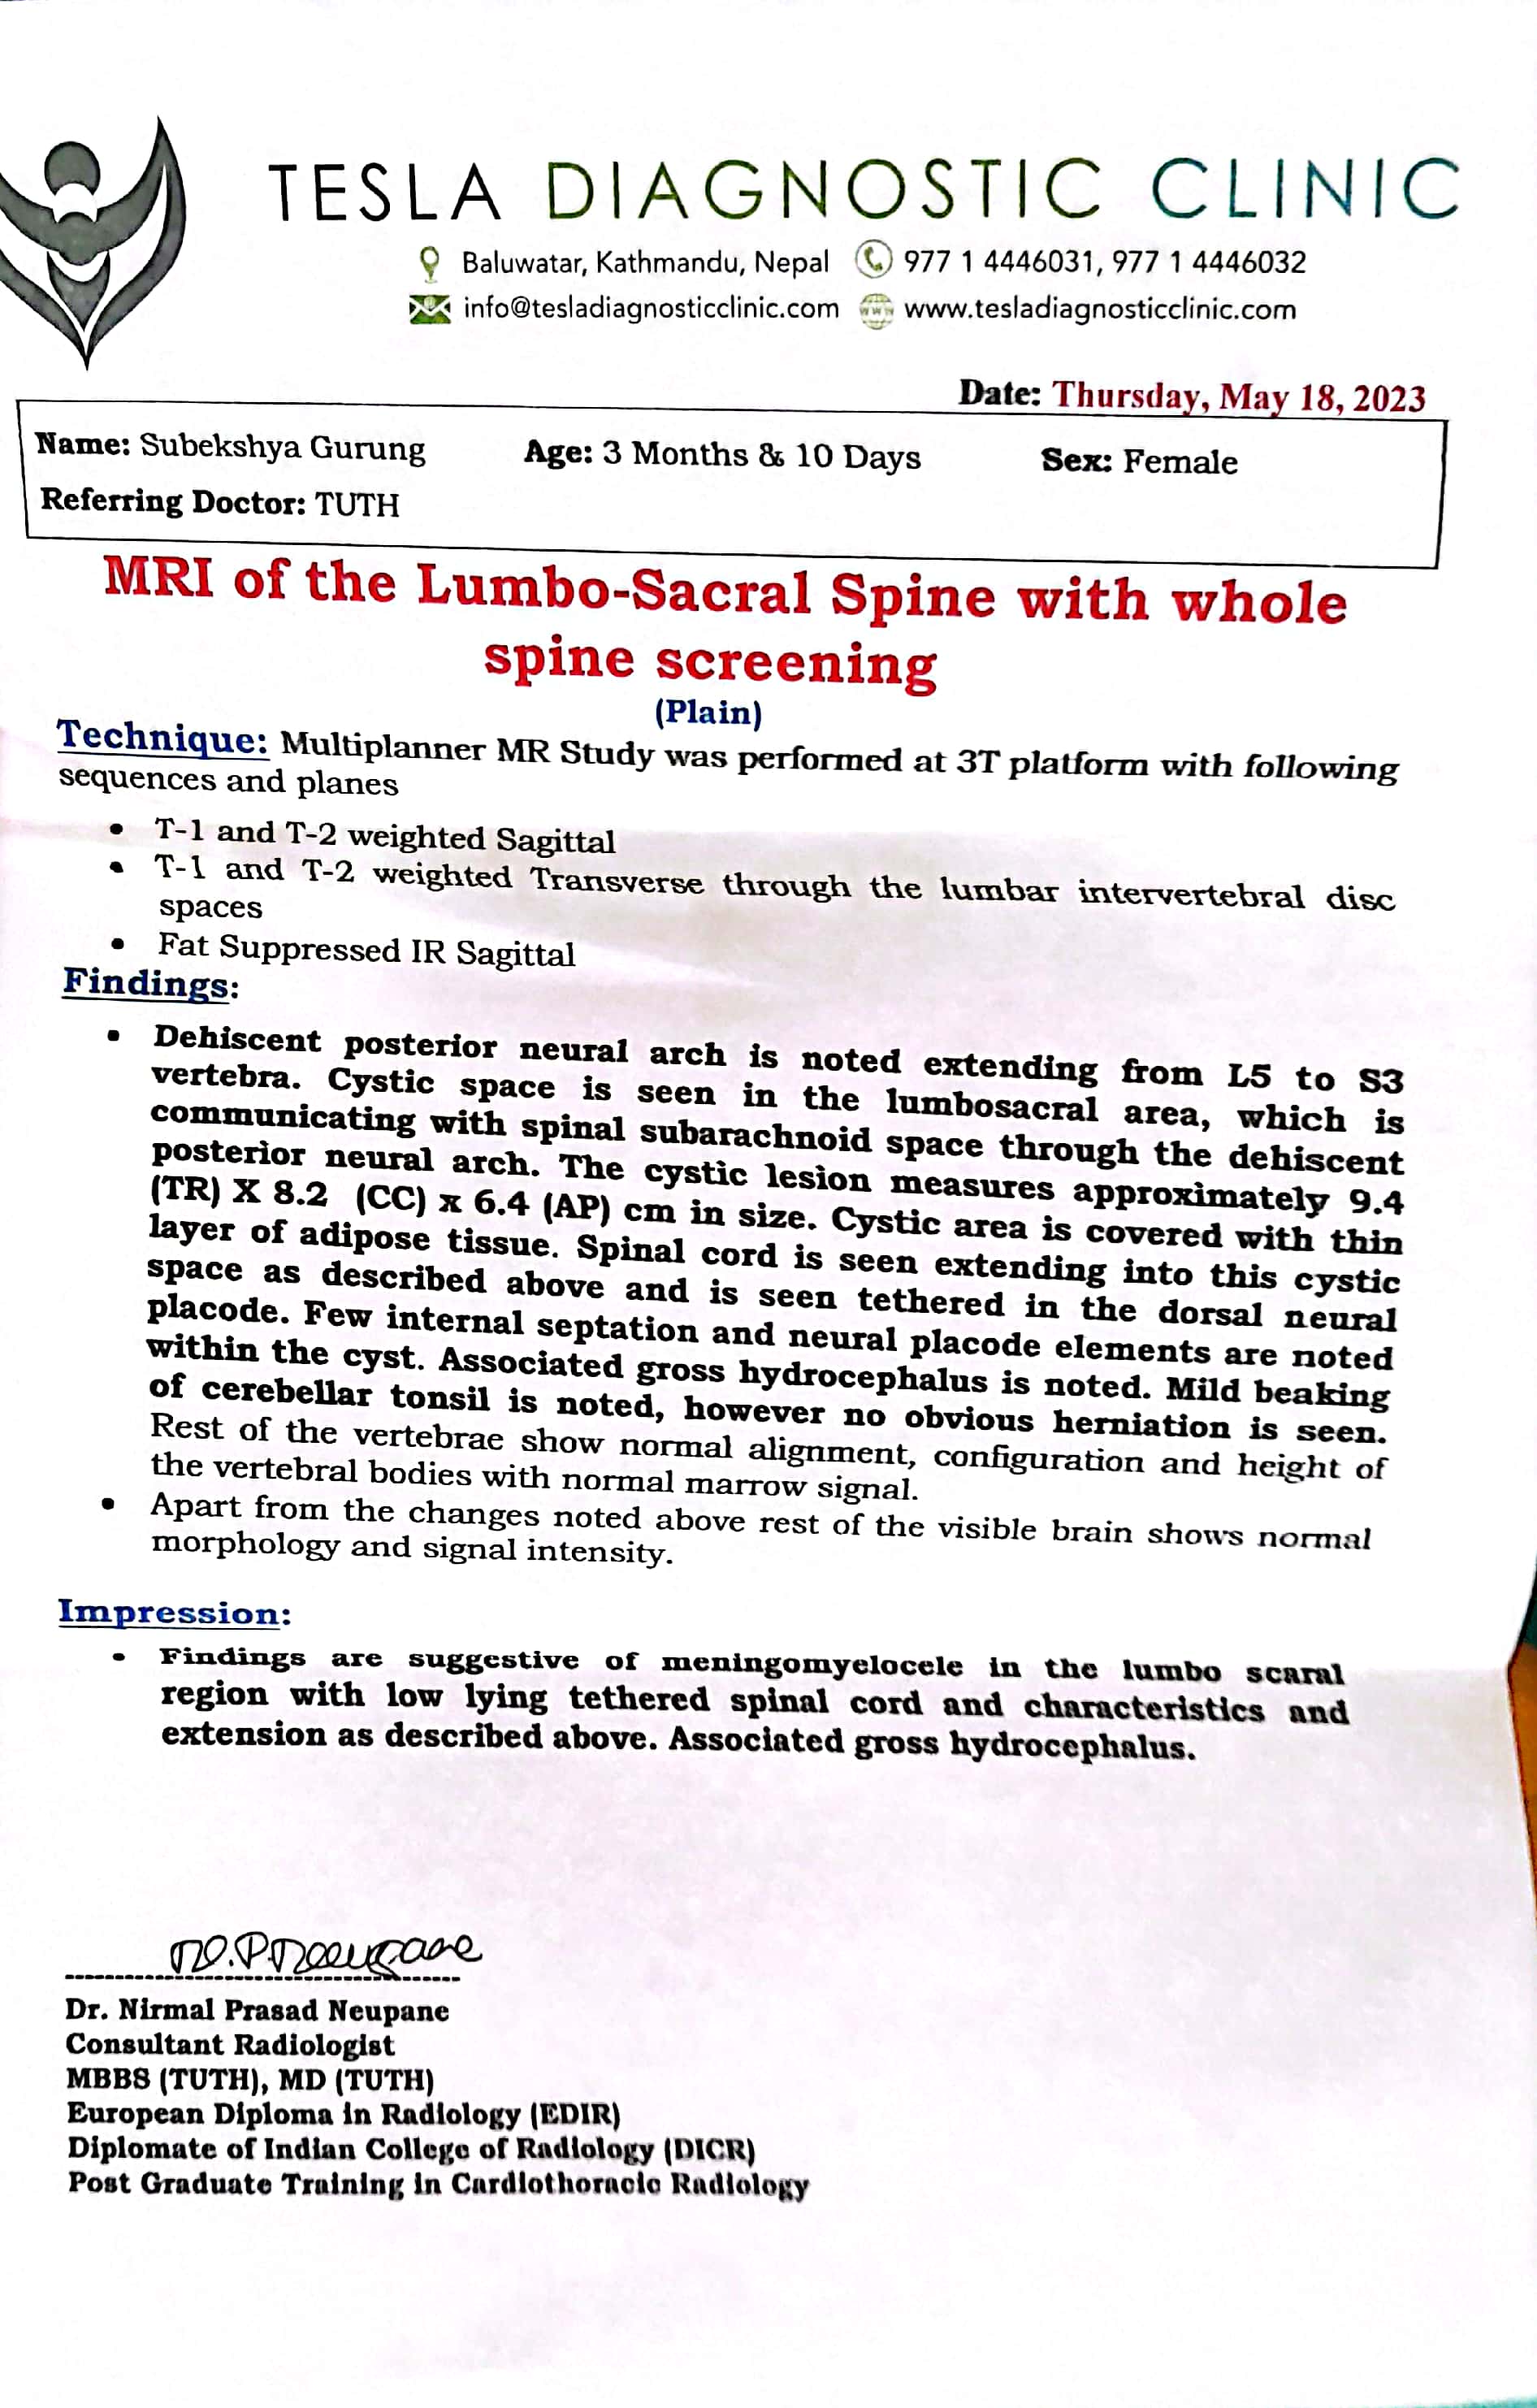 TESLA DIAGNOSTIC CLINIC
Baluwatar, Kathmandu, Nepal 977 1 4446031, 977 1 4446032
info@tesladiagnosticclinic.com www.tesladiagnosticclinic.com
Date: Thursday, May 18, 2023
Name: Subekshya Gurung Age: 3 Months & 10 Days Sex: Female
Referring Doctor: TUTH
MRI of the Lumbo-Sacral Spine with whole
spine screening
(Plain)
Technique: Multiplanner MR Study was performed at 3T platform with following
sequences and planes
• T-1 and T-2 weighted Sagittal
• T-1 and T-2 weighted Transverse through the lumbar intervertebral disc
spaces
• Fat Suppressed IR Sagittal
Findings:
• Dehiscent posterior neural arch is noted extending from L5 to S3
vertebra. Cystic space is seen in the lumbosacral area, which is
communicating with spinal subarachnoid space through the dehiscent
posterior neural arch. The cystic lesion measures approximately 9.4
(TR) X 8.2 (CC) x 6.4 (AP) cm in size. Cystic area is covered with thin
layer of adipose tissue. Spinal cord is seen extending into this cystic
space as described above and is seen tethered in the dorsal neural
placode. Few internal septation and neural placode elements are noted
within the cyst. Associated gross hydrocephalus is noted. Mild beaking
of cerebellar tonsil is noted, however no obvious herniation is seen.
Rest of the vertebrae show normal alignment, configuration and height of
the vertebral bodies with normal marrow signal.
• Apart from the changes noted above rest of the visible brain shows normal
morphology and signal intensity.
Impression:
• Findings are suggestive of meningomyelocele in the lumbo scaral
region with low lying tethered spinal cord and characteristics and
extension as described above. Associated gross hydrocephalus.
N.P.Neupane
Dr. Nirmal Prasad Neupane
Consultant Radiologist
MBBS (TUTH), MD (TUTH)
European Diploma in Radiology (EDIR)
Diplomate of Indian College of Radiology (DICR)
Post Graduate Training in Cardiothoracic Radiology